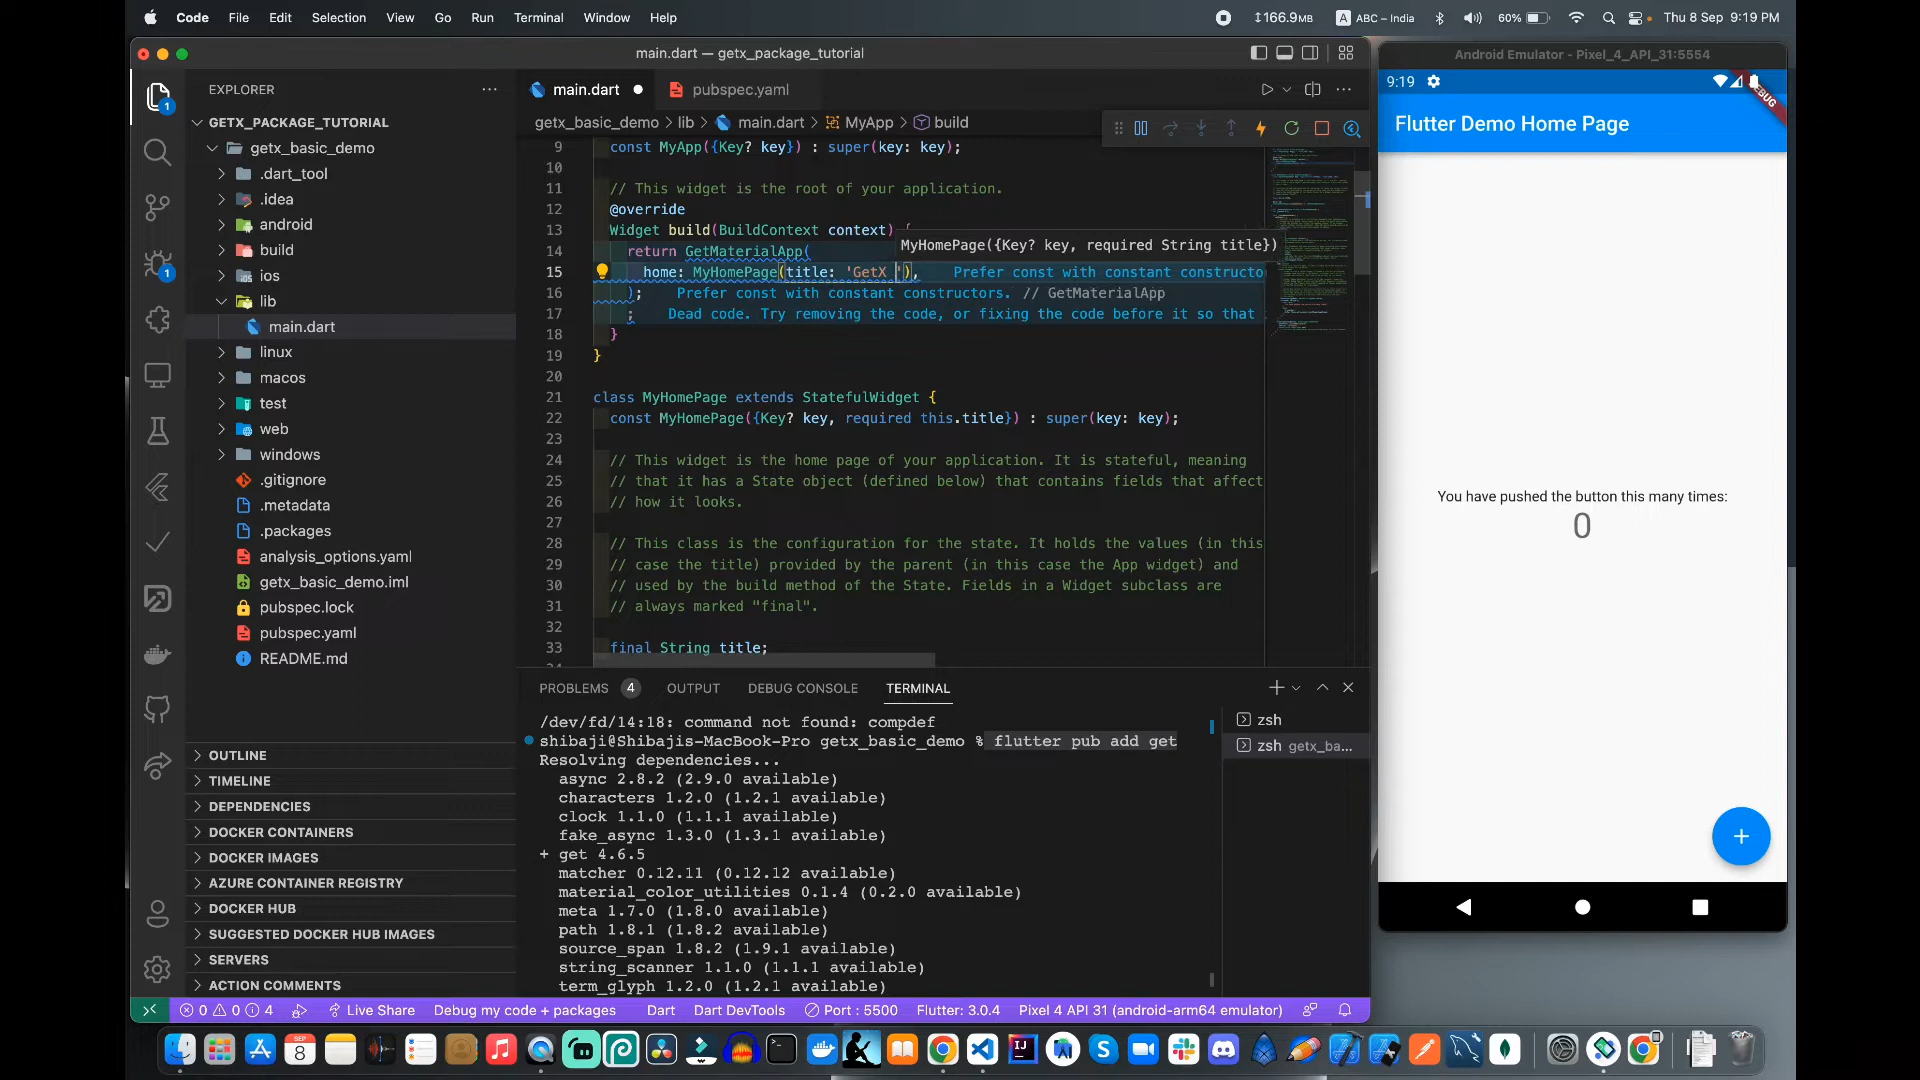 Code File Edit Selection View Go Run Terminal Window Help
166.9MB A ABC – India 60% Thu 8 Sep 9:19 PM
main.dart — getx_package_tutorial
EXPLORER
GETX_PACKAGE_TUTORIAL
getx_basic_demo
.dart_tool
.idea
android
build
ios
lib
main.dart
linux
macos
test
web
windows
.gitignore
.metadata
.packages
analysis_options.yaml
getx_basic_demo.iml
pubspec.lock
pubspec.yaml
README.md
OUTLINE
TIMELINE
DEPENDENCIES
DOCKER CONTAINERS
DOCKER IMAGES
AZURE CONTAINER REGISTRY
DOCKER HUB
SUGGESTED DOCKER HUB IMAGES
SERVERS
ACTION COMMENTS
main.dart pubspec.yaml
getx_basic_demo > lib > main.dart > MyApp > build
9 const MyApp({Key? key}) : super(key: key);
10
11 // This widget is the root of your application.
12 @override
13 Widget build(BuildContext context) {
MyHomePage({Key? key, required String title})
14 return GetMaterialApp(
15 home: MyHomePage(title: 'GetX '), Prefer const with constant constructo
16 ); Prefer const with constant constructors. // GetMaterialApp
17 ; Dead code. Try removing the code, or fixing the code before it so that
18 }
19 }
20
21 class MyHomePage extends StatefulWidget {
22 const MyHomePage({Key? key, required this.title}) : super(key: key);
23
24 // This widget is the home page of your application. It is stateful, meaning
25 // that it has a State object (defined below) that contains fields that affect
26 // how it looks.
27
28 // This class is the configuration for the state. It holds the values (in this
29 // case the title) provided by the parent (in this case the App widget) and
30 // used by the build method of the State. Fields in a Widget subclass are
31 // always marked "final".
32
33 final String title;
PROBLEMS 4 OUTPUT DEBUG CONSOLE TERMINAL
/dev/fd/14:18: command not found: compdef
shibaji@Shibajis-MacBook-Pro getx_basic_demo % flutter pub add get
Resolving dependencies...
async 2.8.2 (2.9.0 available)
characters 1.2.0 (1.2.1 available)
clock 1.1.0 (1.1.1 available)
fake_async 1.3.0 (1.3.1 available)
+ get 4.6.5
matcher 0.12.11 (0.12.12 available)
material_color_utilities 0.1.4 (0.2.0 available)
meta 1.7.0 (1.8.0 available)
path 1.8.1 (1.8.2 available)
source_span 1.8.2 (1.9.1 available)
string_scanner 1.1.0 (1.1.1 available)
term_glyph 1.2.0 (1.2.1 available)
zsh
zsh getx_ba...
0 0 4 Live Share Debug my code + packages Dart Dart DevTools Port : 5500 Flutter: 3.0.4 Pixel 4 API 31 (android-arm64 emulator)
Android Emulator - Pixel_4_API_31:5554
9:19
Flutter Demo Home Page
You have pushed the button this many times:
0
+